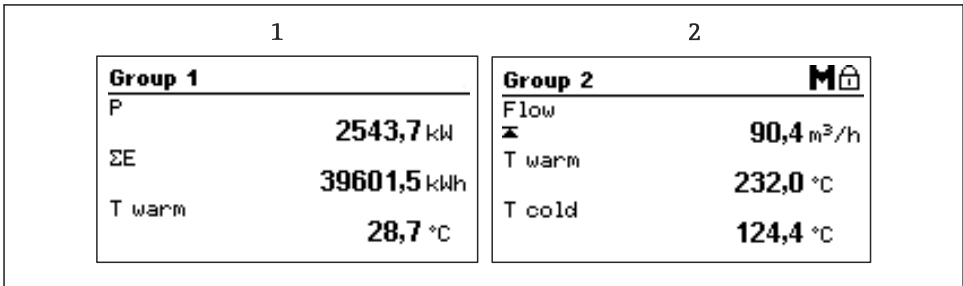 1
Group 1
P
2543,7 kW
ΣE
39601,5 kWh
T warm
28,7 °C
2
Group 2 M
Flow
90,4 m³/h
T warm
232,0 °C
T cold
124,4 °C